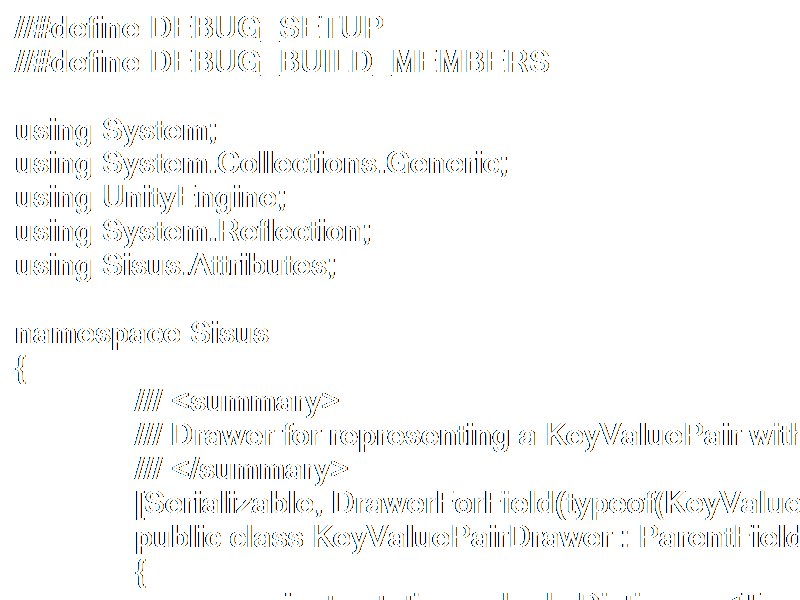 //#define DEBUG_SETUP
//#define DEBUG_BUILD_MEMBERS

using System;
using System.Collections.Generic;
using UnityEngine;
using System.Reflection;
using Sisus.Attributes;

namespace Sisus
{
/// <summary>
/// Drawer for representing a KeyValuePair with
/// </summary>
[Serializable, DrawerForField(typeof(KeyValue
public class KeyValuePairDrawer : ParentField
{